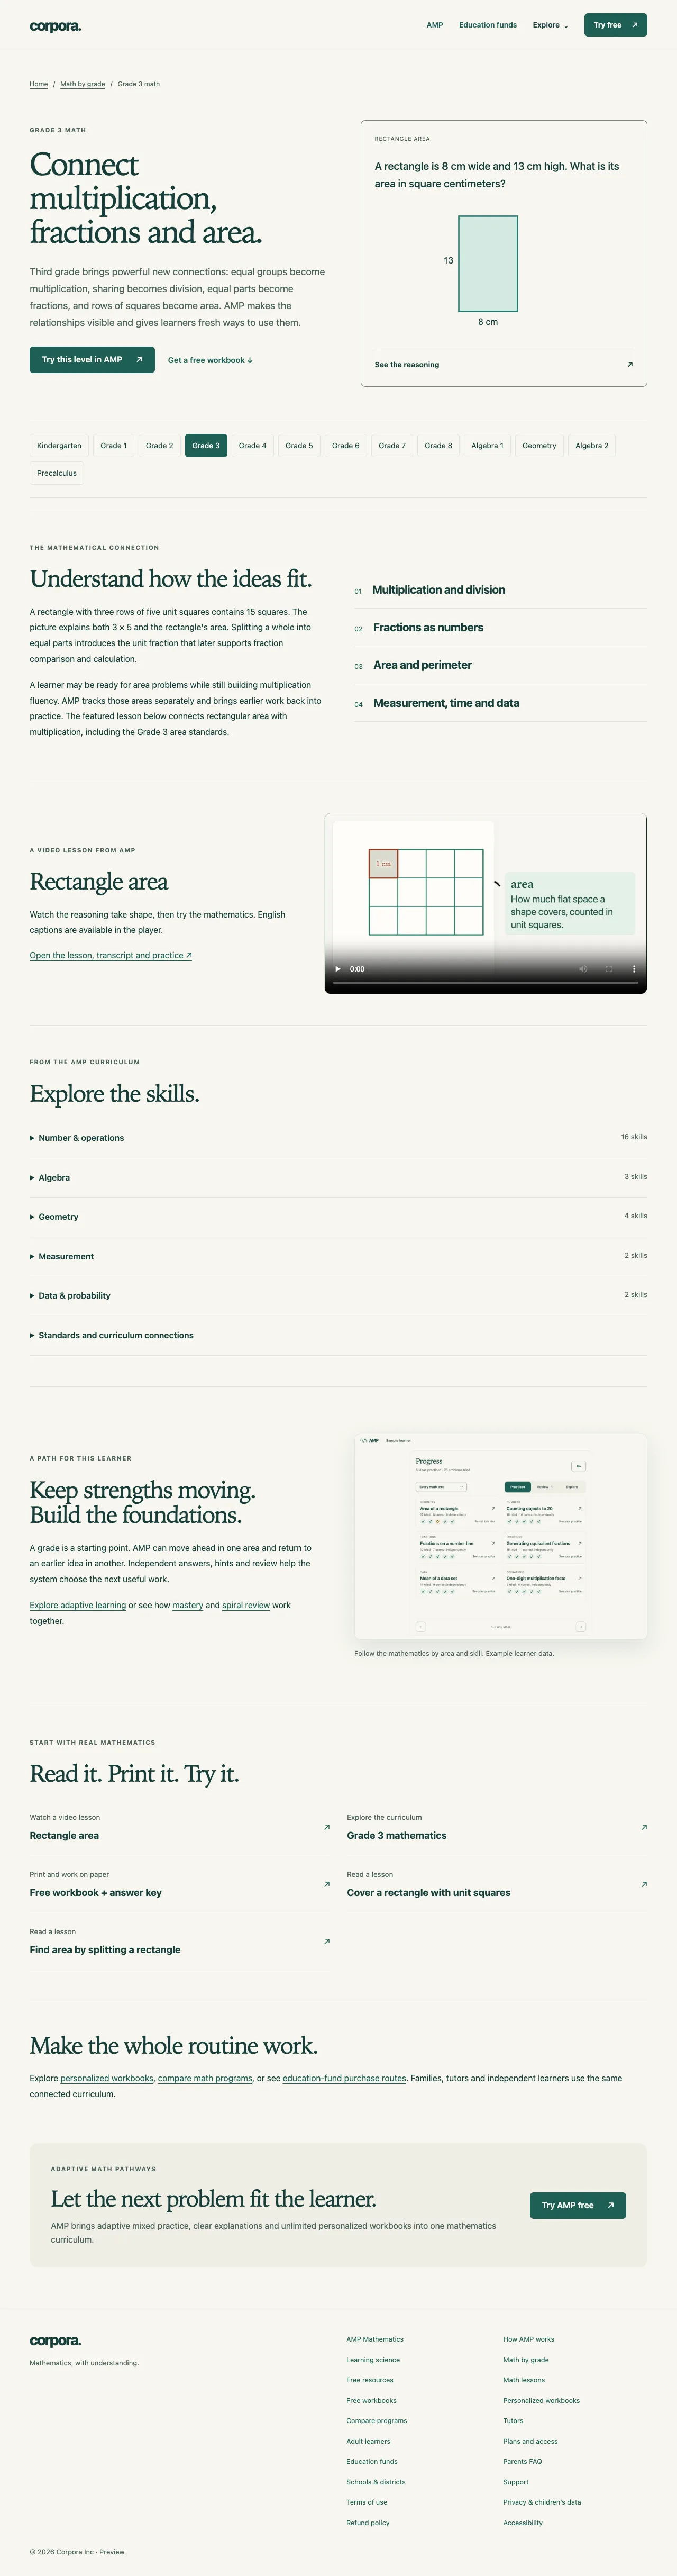 corpora.
AMP
Education funds
Explore
Try free ↗
Home / Math by grade / Grade 3 math
GRADE 3 MATH
Connect
multiplication,
fractions and area.
Third grade brings powerful new connections: equal groups become
multiplication, sharing becomes division, equal parts become
fractions, and rows of squares become area. AMP makes the
relationships visible and gives learners fresh ways to use them.
Try this level in AMP ↗
Get a free workbook ↓
RECTANGLE AREA
A rectangle is 8 cm wide and 13 cm high. What is its
area in square centimeters?
13
8 cm
See the reasoning ↗
Kindergarten
Grade 1
Grade 2
Grade 3
Grade 4
Grade 5
Grade 6
Grade 7
Grade 8
Algebra 1
Geometry
Algebra 2
Precalculus
THE MATHEMATICAL CONNECTION
Understand how the ideas fit.
A rectangle with three rows of five unit squares contains 15 squares. The
picture explains both 3 × 5 and the rectangle's area. Splitting a whole into
equal parts introduces the unit fraction that later supports fraction
comparison and calculation.
A learner may be ready for area problems while still building multiplication
fluency. AMP tracks those areas separately and brings earlier work back into
practice. The featured lesson below connects rectangular area with
multiplication, including the Grade 3 area standards.
01 Multiplication and division
02 Fractions as numbers
03 Area and perimeter
04 Measurement, time and data
A VIDEO LESSON FROM AMP
Rectangle area
Watch the reasoning take shape, then try the mathematics. English
captions are available in the player.
Open the lesson, transcript and practice ↗
1 cm
area
How much flat space a
shape covers, counted in
unit squares.
0:00
FROM THE AMP CURRICULUM
Explore the skills.
Number & operations 16 skills
Algebra 3 skills
Geometry 4 skills
Measurement 2 skills
Data & probability 2 skills
Standards and curriculum connections
A PATH FOR THIS LEARNER
Keep strengths moving.
Build the foundations.
A grade is a starting point. AMP can move ahead in one area and return to
an earlier idea in another. Independent answers, hints and review help the
system choose the next useful work.
Explore adaptive learning or see how mastery and spiral review work
together.
AMP Sample learner
Progress
Every math area
Practiced
Review · 1
Explore
Area of a rectangle
Counting objects to 20
Fractions on a number line
Generating equivalent fractions
Mean of a data set
One-digit multiplication facts
See your practice
Follow the mathematics by area and skill. Example learner data.
START WITH REAL MATHEMATICS
Read it. Print it. Try it.
Watch a video lesson
Rectangle area ↗
Explore the curriculum
Grade 3 mathematics ↗
Print and work on paper
Free workbook + answer key ↗
Read a lesson
Cover a rectangle with unit squares ↗
Read a lesson
Find area by splitting a rectangle ↗
Make the whole routine work.
Explore personalized workbooks, compare math programs, or see education-fund purchase routes. Families, tutors and independent learners use the same
connected curriculum.
ADAPTIVE MATH PATHWAYS
Let the next problem fit the learner.
AMP brings adaptive mixed practice, clear explanations and unlimited personalized workbooks into one mathematics
curriculum.
Try AMP free ↗
corpora.
Mathematics, with understanding.
AMP Mathematics
Learning science
Free resources
Free workbooks
Compare programs
Adult learners
Education funds
Schools & districts
Terms of use
Refund policy
How AMP works
Math by grade
Math lessons
Personalized workbooks
Tutors
Plans and access
Parents FAQ
Support
Privacy & children's data
Accessibility
© 2026 Corpora Inc · Preview